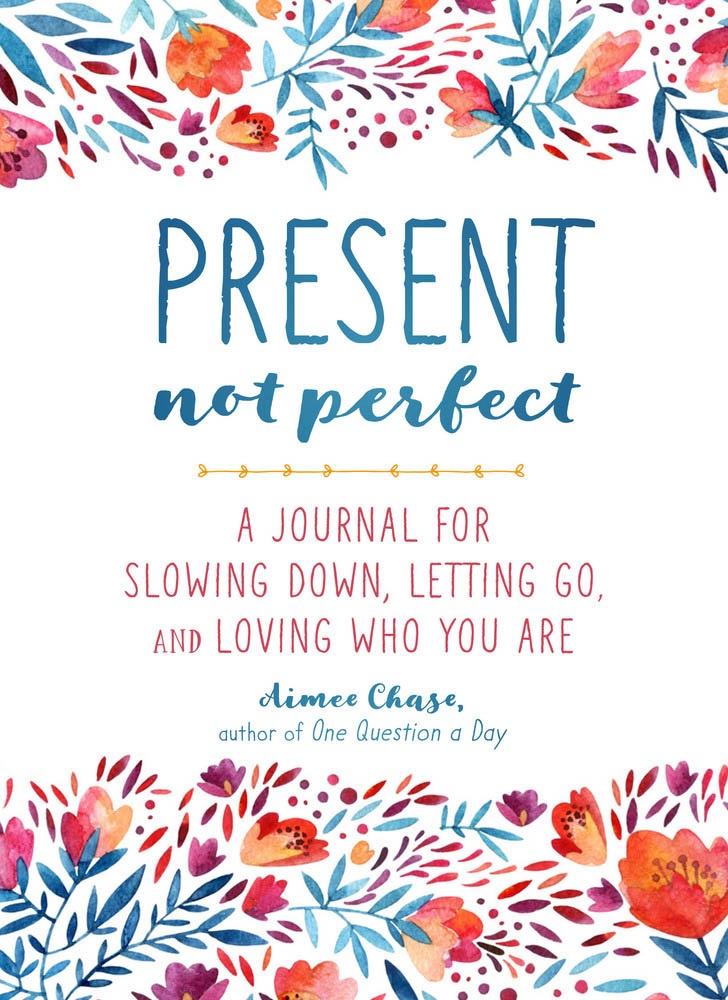 PRESENT
not perfect
A JOURNAL FOR
SLOWING DOWN, LETTING GO,
AND LOVING WHO YOU ARE
Aimee Chase,
author of One Question a Day